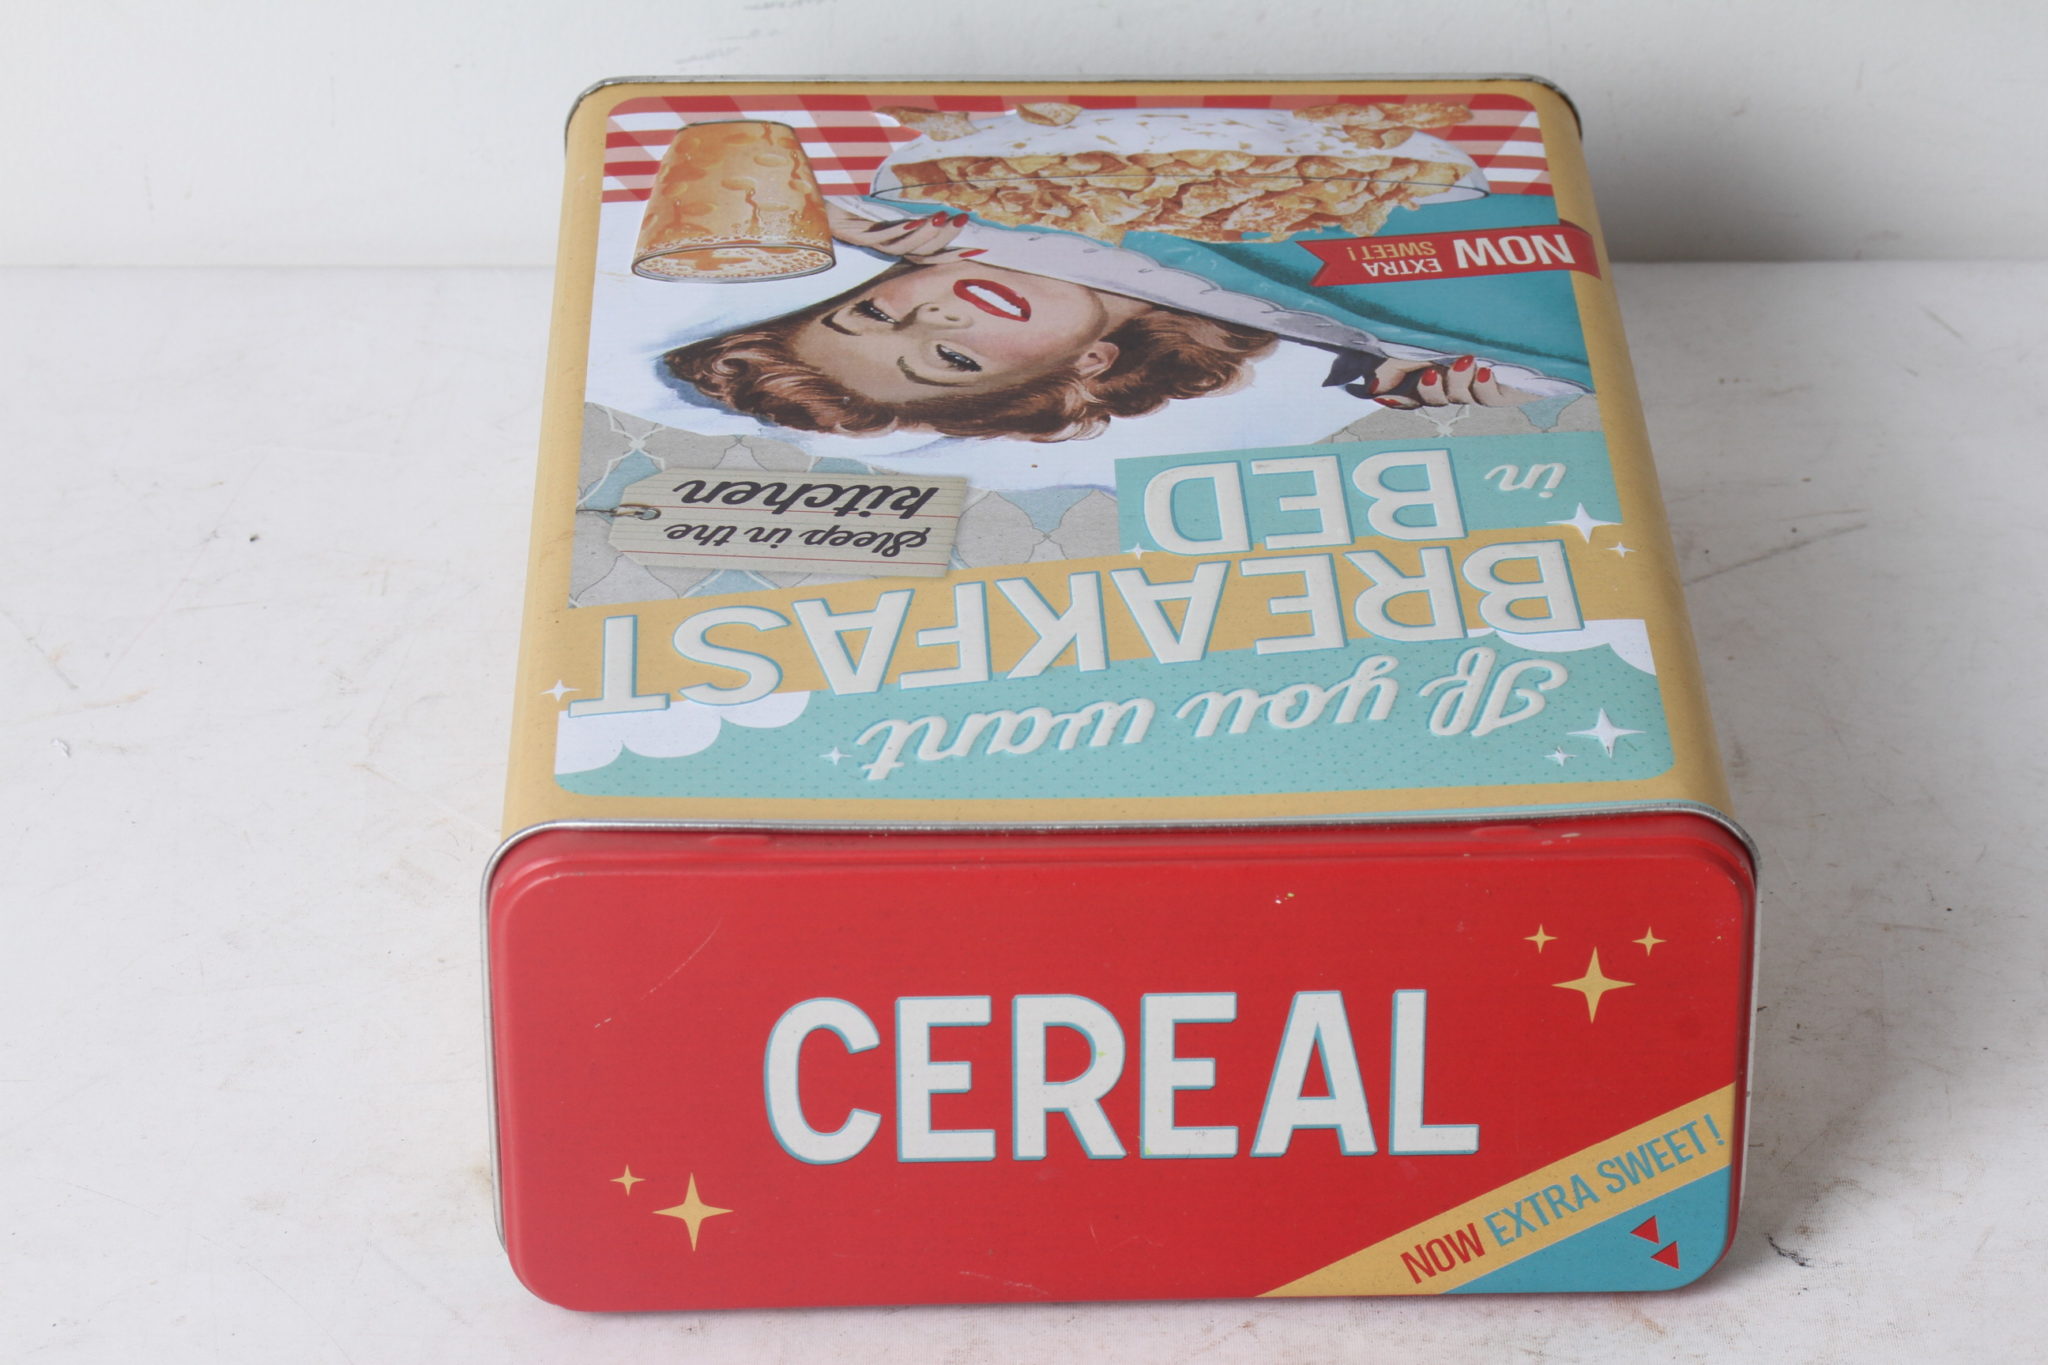 If you want
BREAKFAST
in BED
Sleep in the
kitchen
NOW EXTRA
SWEET!
CEREAL
NOW EXTRA SWEET!